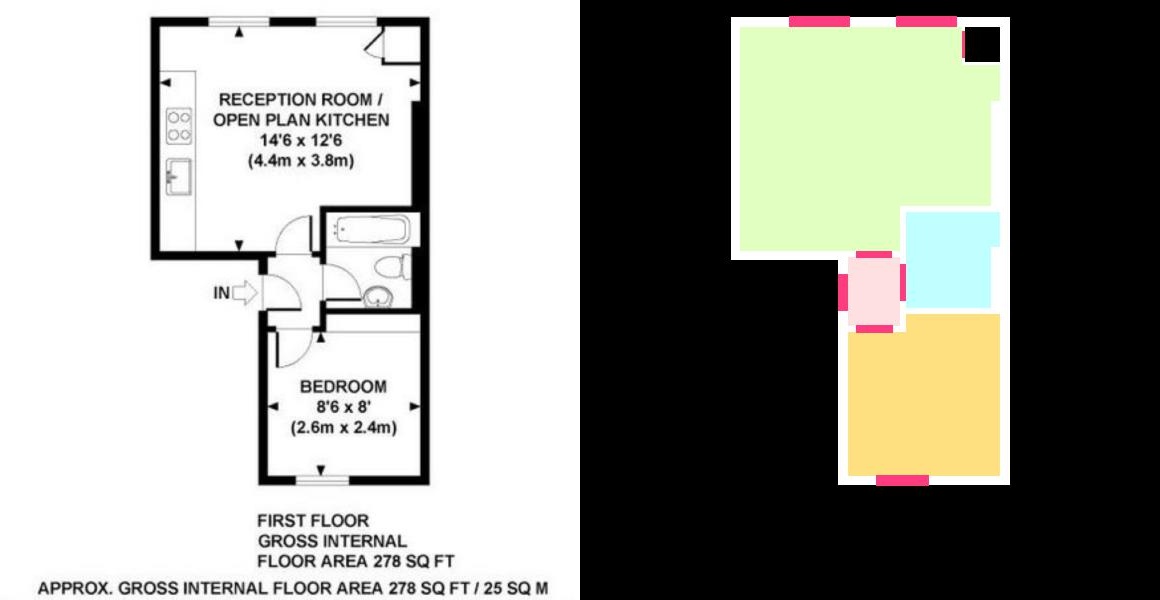 RECEPTION ROOM /
OPEN PLAN KITCHEN
14'6 x 12'6
(4.4m x 3.8m)
IN
BEDROOM
8'6 x 8'
(2.6m x 2.4m)
FIRST FLOOR
GROSS INTERNAL
FLOOR AREA 278 SQ FT
APPROX. GROSS INTERNAL FLOOR AREA 278 SQ FT / 25 SQ M